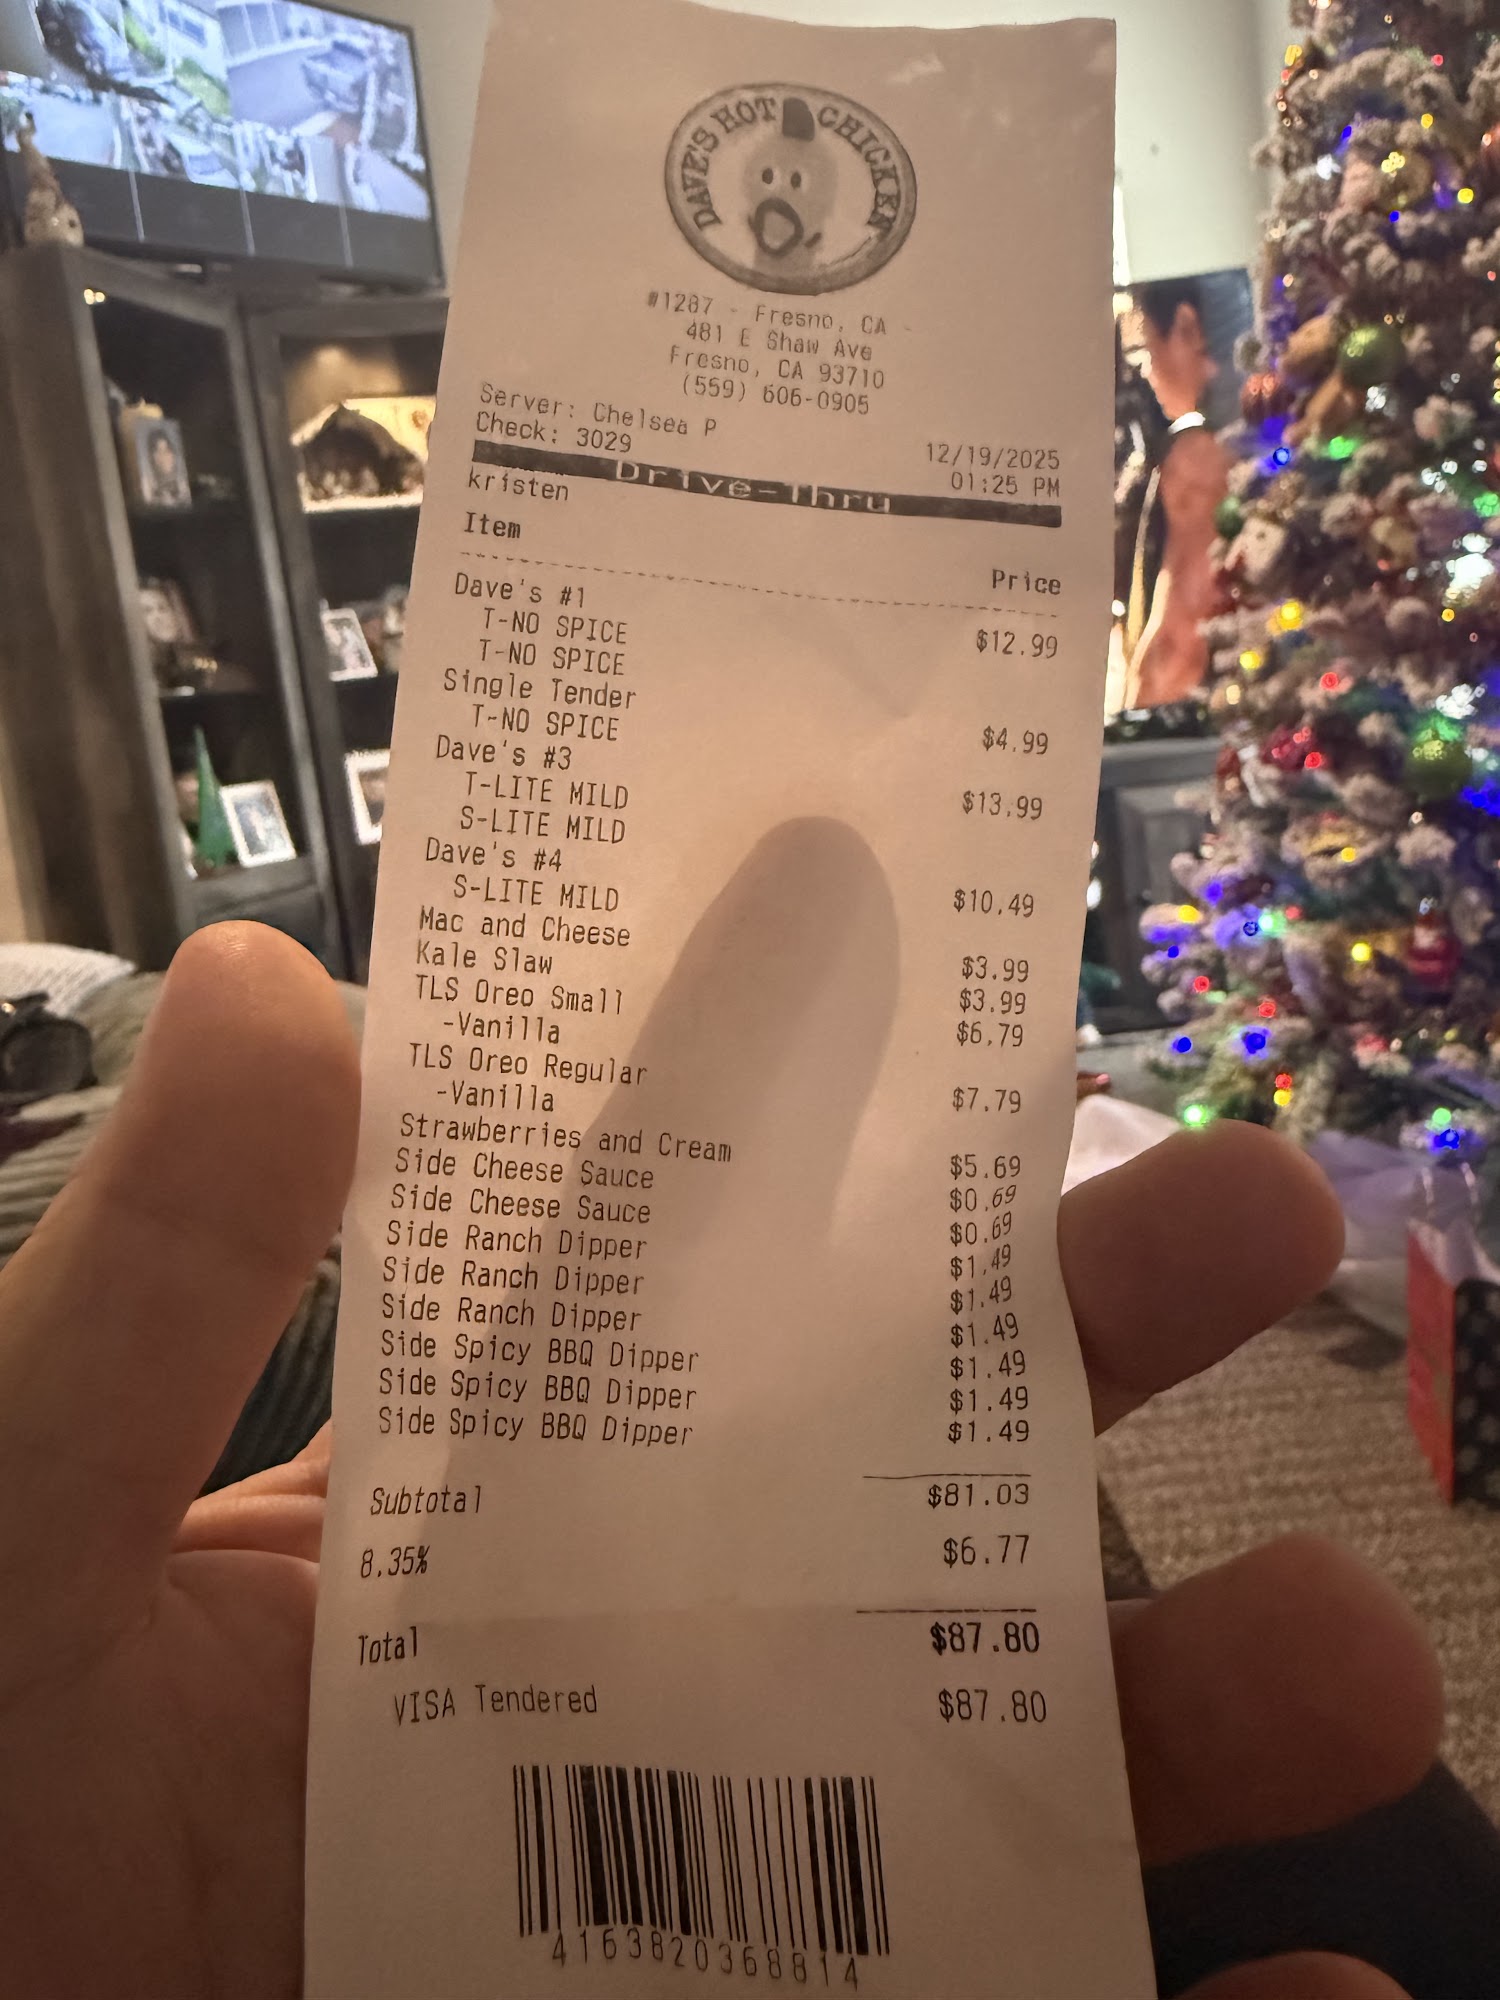 DAVE'S HOT CHICKEN
#1287 - Fresno, CA -
481 E Shaw Ave
Fresno, CA 93710
(559) 606-0905
Server: Chelsea P
Check: 3029 12/19/2025
01:25 PM
Drive-Thru
kristen
Item Price
Dave's #1 $12.99
T-NO SPICE
T-NO SPICE
Single Tender $4.99
T-NO SPICE
Dave's #3 $13.99
T-LITE MILD
S-LITE MILD
Dave's #4 $10.49
S-LITE MILD
Mac and Cheese $3.99
Kale Slaw $3.99
TLS Oreo Small $6.79
-Vanilla
TLS Oreo Regular $7.79
-Vanilla
Strawberries and Cream $5.69
Side Cheese Sauce $0.69
Side Cheese Sauce $0.69
Side Ranch Dipper $1.49
Side Ranch Dipper $1.49
Side Ranch Dipper $1.49
Side Spicy BBQ Dipper $1.49
Side Spicy BBQ Dipper $1.49
Side Spicy BBQ Dipper $1.49
Subtotal $81.03
8.35% $6.77
Total $87.80
VISA Tendered $87.80
4163820368814